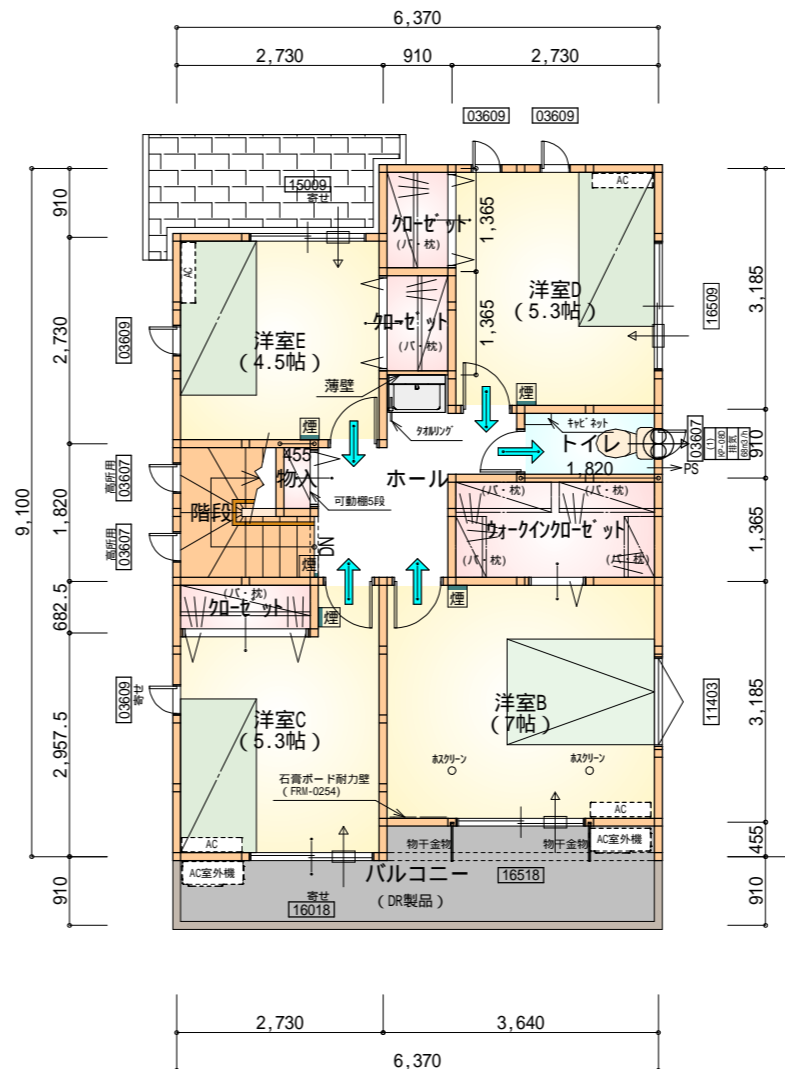 6,370
2,730
910
2,730
03609
03609
15009
寄せ
AC
910
クローゼット
(バ・枕)
1,365
1,365
洋室D
(5.3帖)
16509
3,185
AC
03609
2,730
洋室E
(4.5帖)
クローゼット
(バ・枕)
薄壁
煙
煙
タオルリング
キャビネット
トイレ
1,820
PS
03607
(1)
排気
910
高所用
03607
455
物入
ホール
可動棚5段
階段
DN
煙
高所用
03607
1,820
9,100
(バ・枕)
(バ・枕)
ウォークインクローゼット
(バ・枕)
(バ・枕)
1,365
682.5
(バ・枕)
クローゼット
煙
煙
03609
寄せ
2,957.5
洋室C
(5.3帖)
洋室B
(7帖)
11403
3,185
ホスクリーン
ホスクリーン
石膏ボード耐力壁
(FRM-0254)
AC
AC
物干金物
物干金物
AC室外機
455
AC室外機
バルコニー
(DR製品)
寄せ
16018
16518
910
910
2,730
3,640
6,370